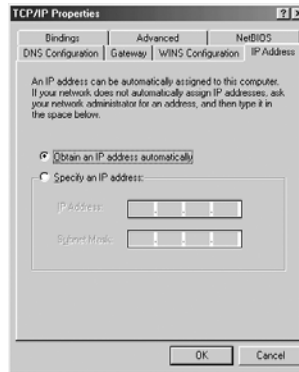 TCP/IP Properties
Bindings Advanced NetBIOS
DNS Configuration Gateway WINS Configuration IP Address
An IP address can be automatically assigned to this computer.
If your network does not automatically assign IP addresses, ask
your network administrator for an address, and then type it in
the space below.
Obtain an IP address automatically
Specify an IP address:
IP Address:
Subnet Mask:
OK Cancel